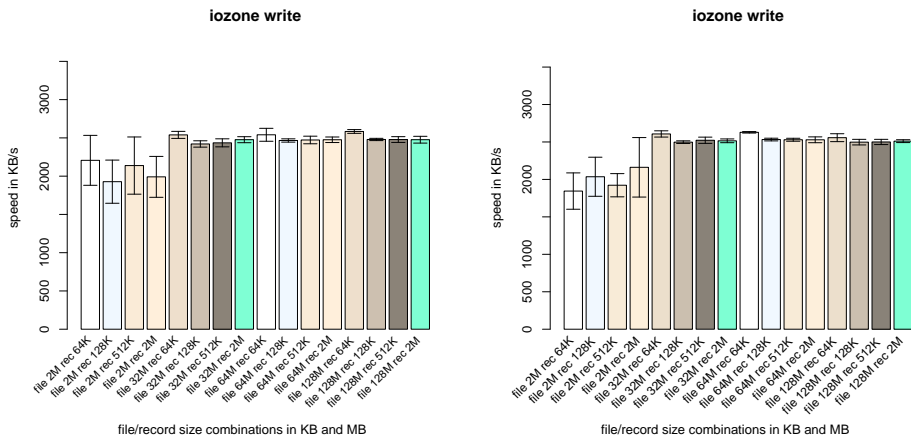 iozone write
speed in KB/s
0
500
1000
2000
3000
file 2M rec 64K
file 2M rec 128K
file 2M rec 512K
file 2M rec 2M
file 32M rec 64K
file 32M rec 128K
file 32M rec 512K
file 32M rec 2M
file 64M rec 64K
file 64M rec 128K
file 64M rec 512K
file 64M rec 2M
file 128M rec 64K
file 128M rec 128K
file 128M rec 512K
file 128M rec 2M
file/record size combinations in KB and MB
iozone write
speed in KB/s
0
500
1000
2000
3000
file 2M rec 64K
file 2M rec 128K
file 2M rec 512K
file 2M rec 2M
file 32M rec 64K
file 32M rec 128K
file 32M rec 512K
file 32M rec 2M
file 64M rec 64K
file 64M rec 128K
file 64M rec 512K
file 64M rec 2M
file 128M rec 64K
file 128M rec 128K
file 128M rec 512K
file 128M rec 2M
file/record size combinations in KB and MB